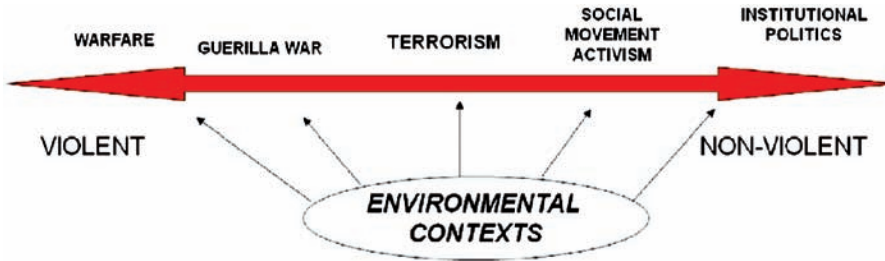 WARFARE
GUERILLA WAR
TERRORISM
SOCIAL
MOVEMENT
ACTIVISM
INSTITUTIONAL
POLITICS
VIOLENT
NON-VIOLENT
ENVIRONMENTAL
CONTEXTS